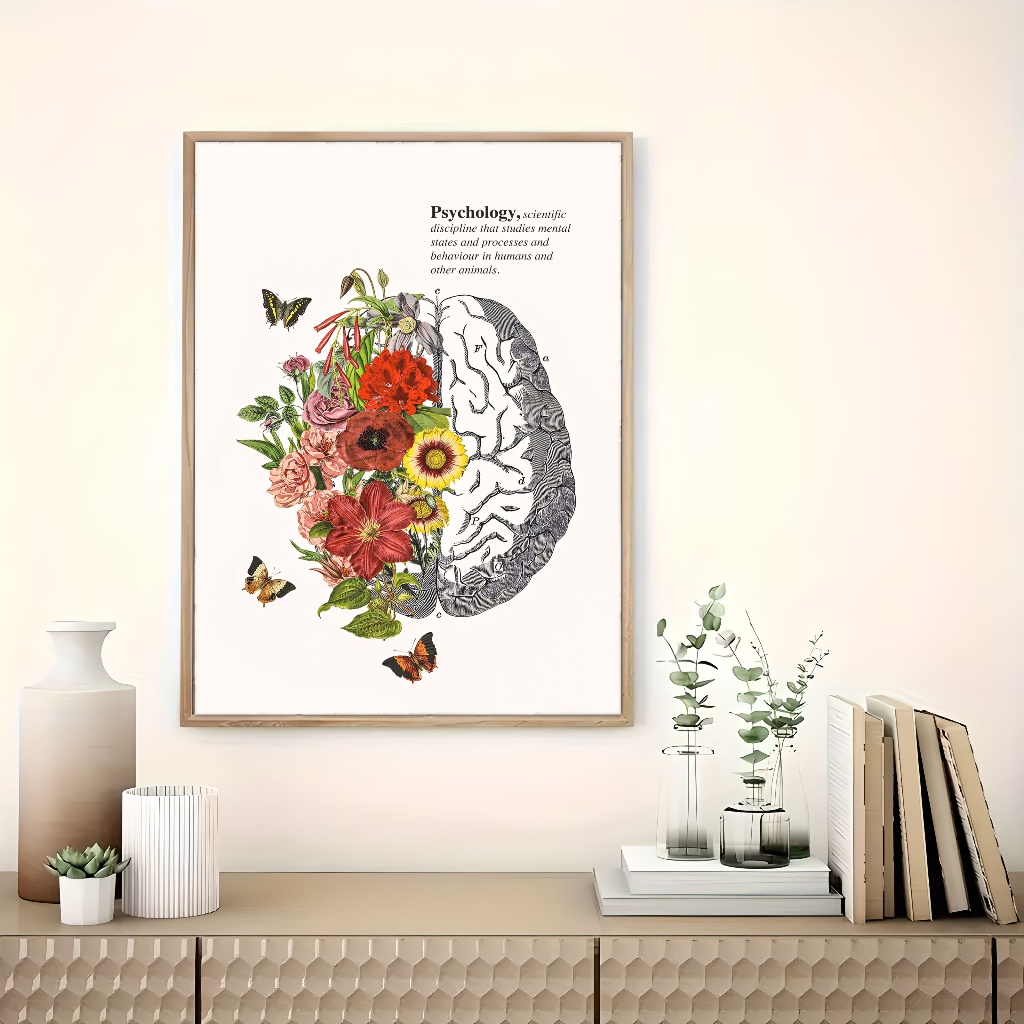 Psychology, scientific
discipline that studies mental
states and processes and
behaviour in humans and
other animals.
c
F
a
d
P
c